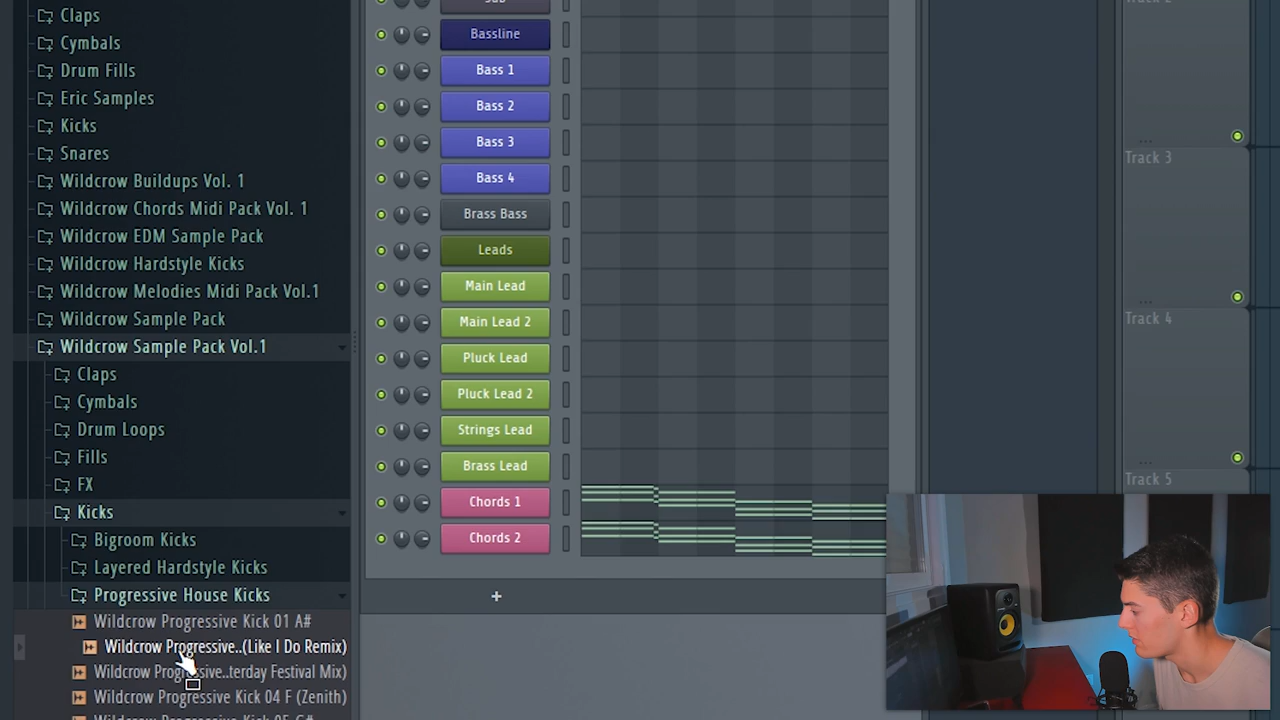 Claps
Cymbals
Drum Fills
Eric Samples
Kicks
Snares
Wildcrow Buildups Vol. 1
Wildcrow Chords Midi Pack Vol. 1
Wildcrow EDM Sample Pack
Wildcrow Hardstyle Kicks
Wildcrow Melodies Midi Pack Vol.1
Wildcrow Sample Pack
Wildcrow Sample Pack Vol.1
Claps
Cymbals
Drum Loops
Fills
FX
Kicks
Bigroom Kicks
Layered Hardstyle Kicks
Progressive House Kicks
Wildcrow Progressive Kick 01 A#
Wildcrow Progressive..(Like I Do Remix)
Wildcrow Progressive..terday Festival Mix)
Wildcrow Progressive Kick 04 F (Zenith)
Bassline
Bass 1
Bass 2
Bass 3
Bass 4
Brass Bass
Leads
Main Lead
Main Lead 2
Pluck Lead
Pluck Lead 2
Strings Lead
Brass Lead
Chords 1
Chords 2
+
Track 3
Track 4
Track 5